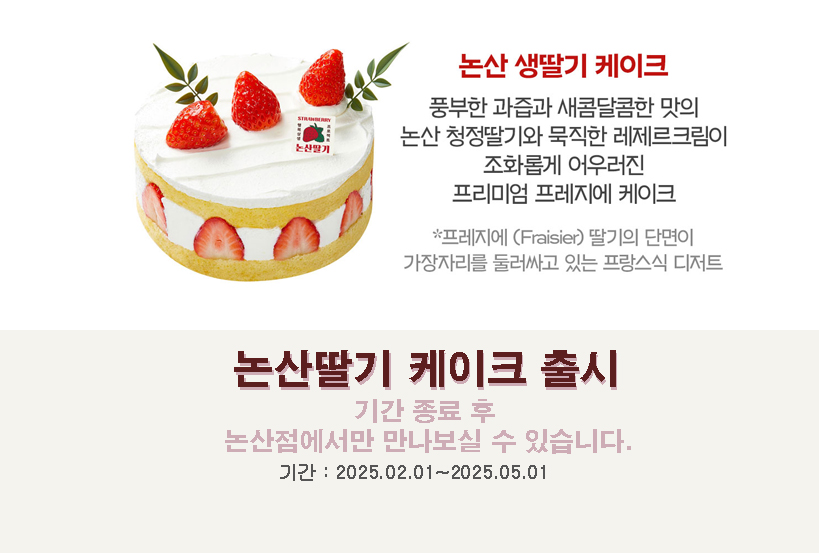 STRAWBERRY
논산딸기
논산 생딸기 케이크
풍부한 과즙과 새콤달콤한 맛의
논산 청정딸기와 묵직한 레제르크림이
조화롭게 어우러진
프리미엄 프레지에 케이크
*프레지에 (Fraisier) 딸기의 단면이
가장자리를 둘러싸고 있는 프랑스식 디저트
논산딸기 케이크 출시
기간 종료 후
논산점에서만 만나보실 수 있습니다.
기간 : 2025.02.01~2025.05.01